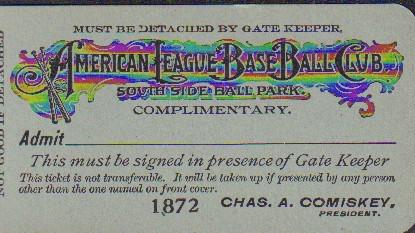 MUST BE DETACHED BY GATE KEEPER.
AMERICAN LEAGUE BASE BALL CLUB.
SOUTH SIDE BALL PARK.
COMPLIMENTARY.
Admit
This must be signed in presence of Gate Keeper
This ticket is not transferable. It will be taken up if presented by any person
other than the one named on front cover.
1872 CHAS. A. COMISKEY,
PRESIDENT.
NOT GOOD IF DETACHED